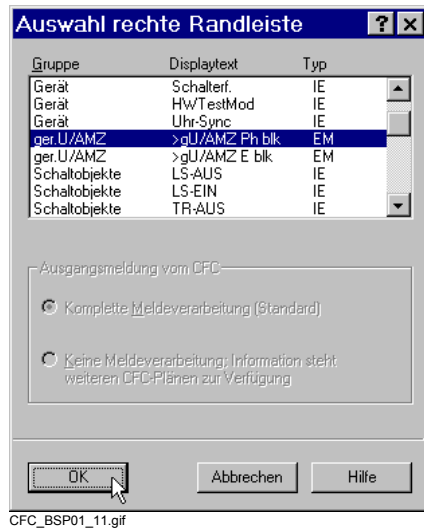 Auswahl rechte Randleiste
Gruppe Displaytext Typ
Gerät Schalterf. IE
Gerät HWTestMod IE
Gerät Uhr-Sync IE
ger.U/AMZ >gU/AMZ Ph blk EM
ger.U/AMZ >gU/AMZ E blk EM
Schaltobjekte LS-AUS IE
Schaltobjekte LS-EIN IE
Schaltobjekte TR-AUS IE
Ausgangsmeldung vom CFC
Komplette Meldeverarbeitung (Standard)
Keine Meldeverarbeitung; Information steht
weiteren CFC-Plänen zur Verfügung
OK Abbrechen Hilfe
CFC_BSP01_11.gif